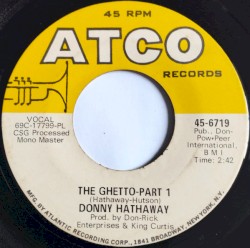 45 RPM
ATCO
RECORDS
VOCAL
69C-17799-PL
CSG Processed
Mono Master
45-6719
Pub., Don-
Pow-Peer
International,
B M I
Time: 2:42
THE GHETTO-PART 1
(Hathaway-Hutson)
DONNY HATHAWAY
Prod. by Don-Ric
Enterprises & King Curtis
MFG. BY ATLANTIC RECORDING CORP., 1841 BROADWAY, NEW YORK, N.Y.